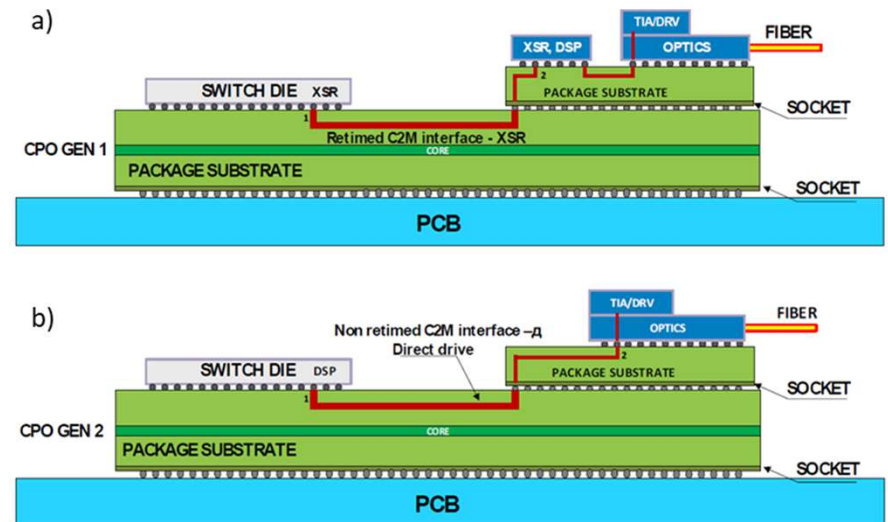 a)
TIA/DRV
FIBER
XSR, DSP
OPTICS
2
SWITCH DIE XSR
PACKAGE SUBSTRATE
SOCKET
1
Retimed C2M interface - XSR
CPO GEN 1
CORE
PACKAGE SUBSTRATE
SOCKET
PCB
b)
TIA/DRV
FIBER
Non retimed C2M interface –д
Direct drive
OPTICS
2
SWITCH DIE DSP
PACKAGE SUBSTRATE
SOCKET
1
CPO GEN 2
CORE
PACKAGE SUBSTRATE
SOCKET
PCB